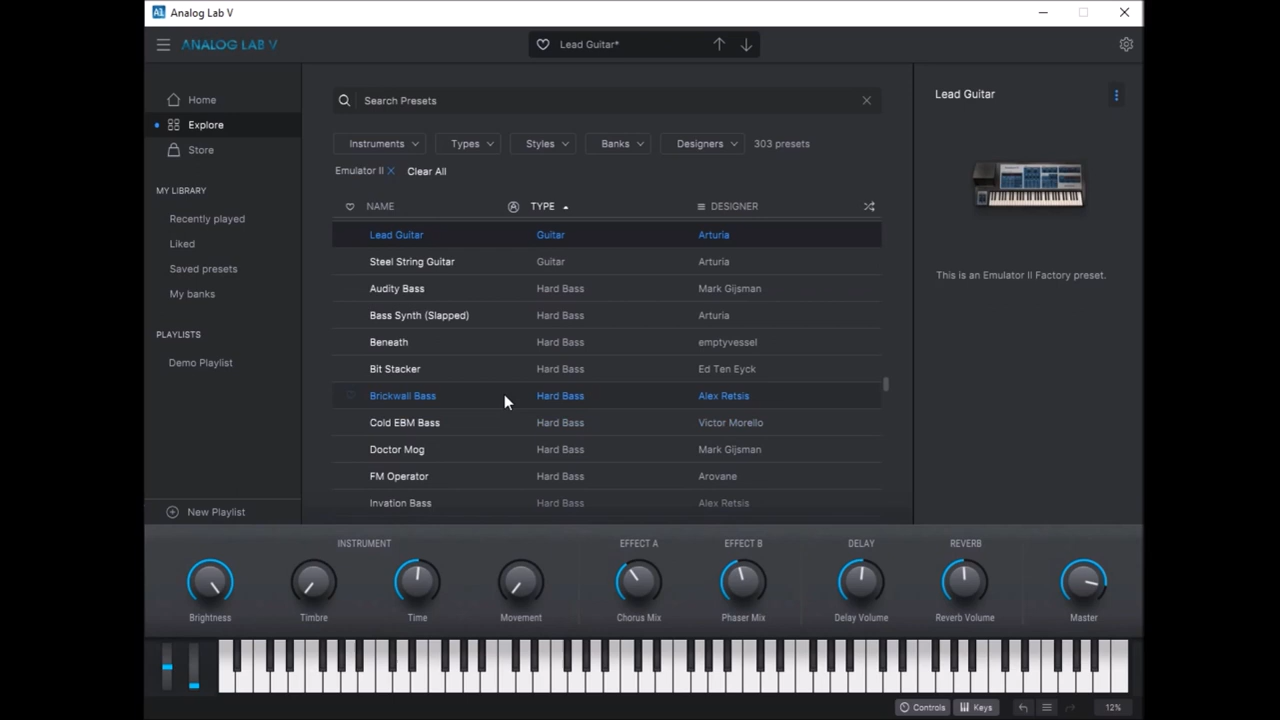 Analog Lab V
ANALOG LAB V
Lead Guitar*
Home
Explore
Store
MY LIBRARY
Recently played
Liked
Saved presets
My banks
PLAYLISTS
Demo Playlist
New Playlist
Search Presets
Instruments Types Styles Banks Designers 303 presets
Emulator II Clear All
NAME TYPE DESIGNER
Lead Guitar Guitar Arturia
Steel String Guitar Guitar Arturia
Audity Bass Hard Bass Mark Gijsman
Bass Synth (Slapped) Hard Bass Arturia
Beneath Hard Bass emptyvessel
Bit Stacker Hard Bass Ed Ten Eyck
Brickwall Bass Hard Bass Alex Retsis
Cold EBM Bass Hard Bass Victor Morello
Doctor Mog Hard Bass Mark Gijsman
FM Operator Hard Bass Arovane
Invation Bass Hard Bass Alex Retsis
Lead Guitar
This is an Emulator II Factory preset.
INSTRUMENT EFFECT A EFFECT B DELAY REVERB
Brightness Timbre Time Movement Chorus Mix Phaser Mix Delay Volume Reverb Volume Master
Controls Keys 12%